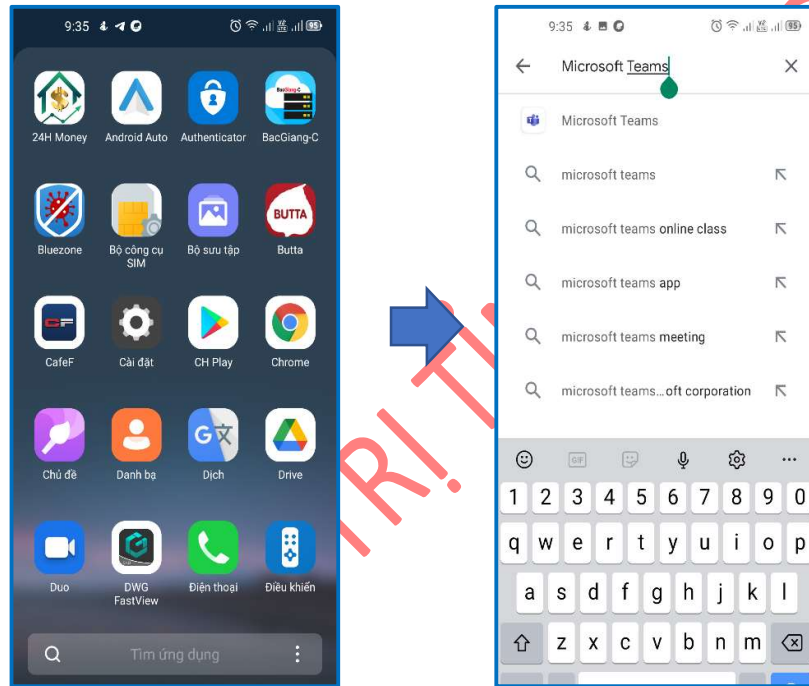 9:35
95
24H Money
Android Auto
Authenticator
BacGiang-C
Bluezone
Bộ công cụ
SIM
Bộ sưu tập
BUTTA
Butta
CafeF
Cài đặt
CH Play
Chrome
Chủ đề
Danh bạ
Dịch
Drive
Duo
DWG
FastView
Điện thoại
Điều khiển
Tìm ứng dụng
9:35
95
Microsoft Teams
Microsoft Teams
microsoft teams
microsoft teams online class
microsoft teams app
microsoft teams meeting
microsoft teams...oft corporation
GIF
1 2 3 4 5 6 7 8 9 0
q w e r t y u i o p
a s d f g h j k l
z x c v b n m
TRỊ